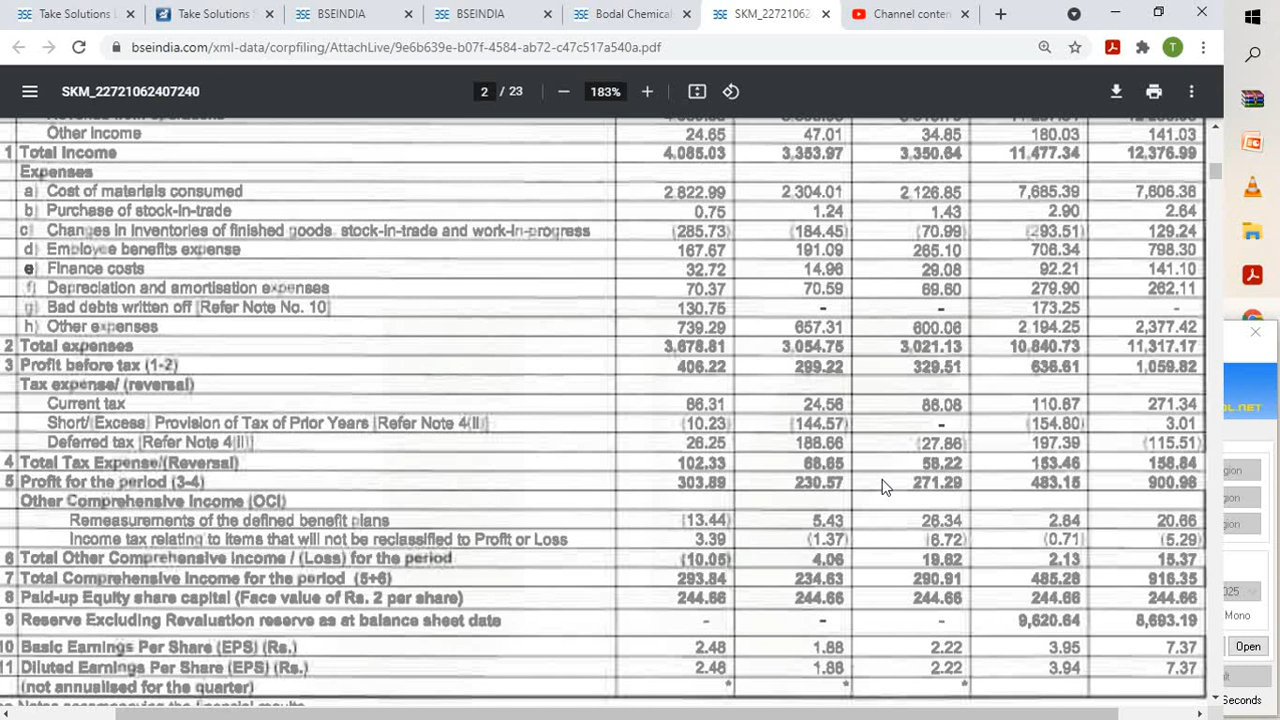 Take Solutions L
Take Solutions S
BSEINDIA
BSEINDIA
Bodal Chemical
SKM_22721062
Channel conten
bseindia.com/xml-data/corpfiling/AttachLive/9e6b639e-b07f-4584-ab72-c47c517a540a.pdf
T
SKM_22721062407240
2 / 23
183%
Other income 24.65 47.01 34.85 180.03 141.03
1 Total Income 4,085.03 3,353.97 3,350.64 11,477.34 12,376.99
Expenses
a) Cost of materials consumed 2 822.99 2 304.01 2 126.85 7,685.39 7,606.36
b) Purchase of stock-in-trade 0.75 1.24 1.43 2.90 2.64
c) Changes in inventories of finished goods stock-in-trade and work-in-progress (285.73) (184.45) (70.99) (293.51) 129.24
d) Employee benefits expense 167.67 191.09 265.10 706.34 798.30
e) Finance costs 32.72 14.96 29.08 92.21 141.10
f) Depreciation and amortisation expenses 70.37 70.59 69.60 279.90 262.11
g) Bad debts written off [Refer Note No. 10] 130.75 - - 173.25 -
h) Other expenses 739.29 657.31 600.06 2 194.25 2,377.42
2 Total expenses 3,678.81 3,054.75 3,021.13 10,840.73 11,317.17
3 Profit before tax (1-2) 406.22 299.22 329.51 636.61 1,059.82
Tax expense/ (reversal)
Current tax 86.31 24.56 86.08 110.87 271.34
Short/(Excess) Provision of Tax of Prior Years [Refer Note 4(II)] (10.23) (144.57) - (154.80) 3.01
Deferred tax [Refer Note 4(II)] 26.25 188.66 (27.86) 197.39 (115.51)
4 Total Tax Expense/(Reversal) 102.33 68.65 58.22 153.46 158.84
5 Profit for the period (3-4) 303.89 230.57 271.29 483.15 900.98
Other Comprehensive Income (OCI)
Remeasurements of the defined benefit plans (13.44) 5.43 26.34 2.84 20.66
Income tax relating to items that will not be reclassified to Profit or Loss 3.39 (1.37) (6.72) (0.71) (5.29)
6 Total Other Comprehensive Income / (Loss) for the period (10.05) 4.06 19.62 2.13 15.37
7 Total Comprehensive Income for the period (5+6) 293.84 234.63 290.91 485.28 916.35
8 Paid-up Equity share capital (Face value of Rs. 2 per share) 244.66 244.66 244.66 244.66 244.66
9 Reserve Excluding Revaluation reserve as at balance sheet date - - - 9,620.64 8,693.19
10 Basic Earnings Per Share (EPS) (Rs.) 2.48 1.88 2.22 3.95 7.37
11 Diluted Earnings Per Share (EPS) (Rs.) 2.48 1.88 2.22 3.94 7.37
(not annualised for the quarter) * * *
OL.NET
gion
gion
gion
2025
Mono
Open
Seconds